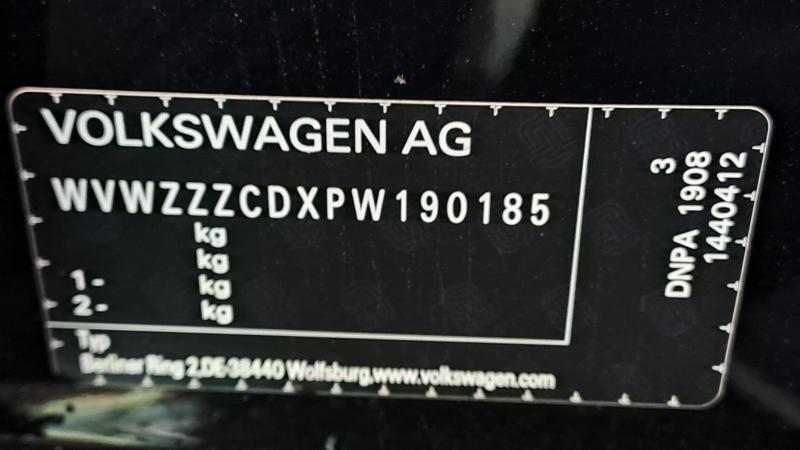 VOLKSWAGEN AG
WVWZZZCDXPW190185
kg
kg
1- kg
2- kg
Typ
Berliner Ring 2,DE-38440 Wolfsburg,www.volkswagen.com
3
DNPA 1908
1440412